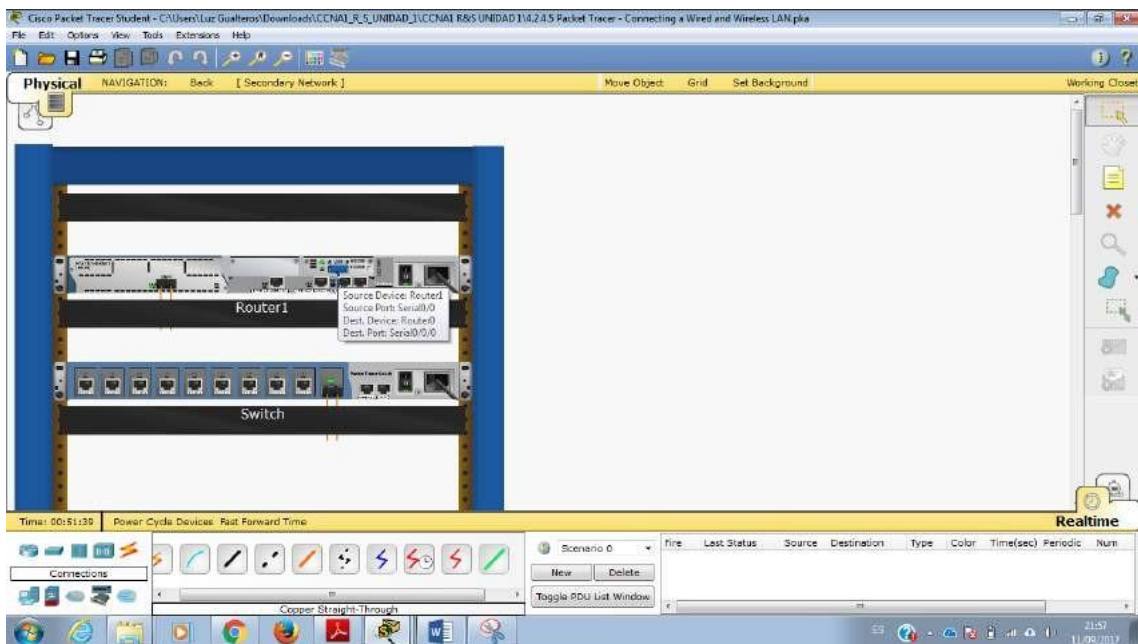 Cisco Packet Tracer Student - C:\Users\Luz Gualteros\Downloads\CCNA1_R_S_UNIDAD_1\CCNA1 R&S UNIDAD 1\4.2.4.5 Packet Tracer - Connecting a Wired and Wireless LAN.pka
File Edit Options View Tools Extensions Help
Physical NAVIGATION: Back [ Secondary Network ] Move Object Grid Set Background Working Closet
Router1
Source Device: Router1
Source Port: Serial0/0
Dest. Device: Router0
Dest. Port: Serial0/0/0
Switch
Time: 00:51:39 Power Cycle Devices Fast Forward Time Realtime
Connections
Copper Straight-Through
Scenario 0
New Delete
Toggle PDU List Window
Fire Last Status Source Destination Type Color Time(sec) Periodic Num
ES
21:57
11/09/2017